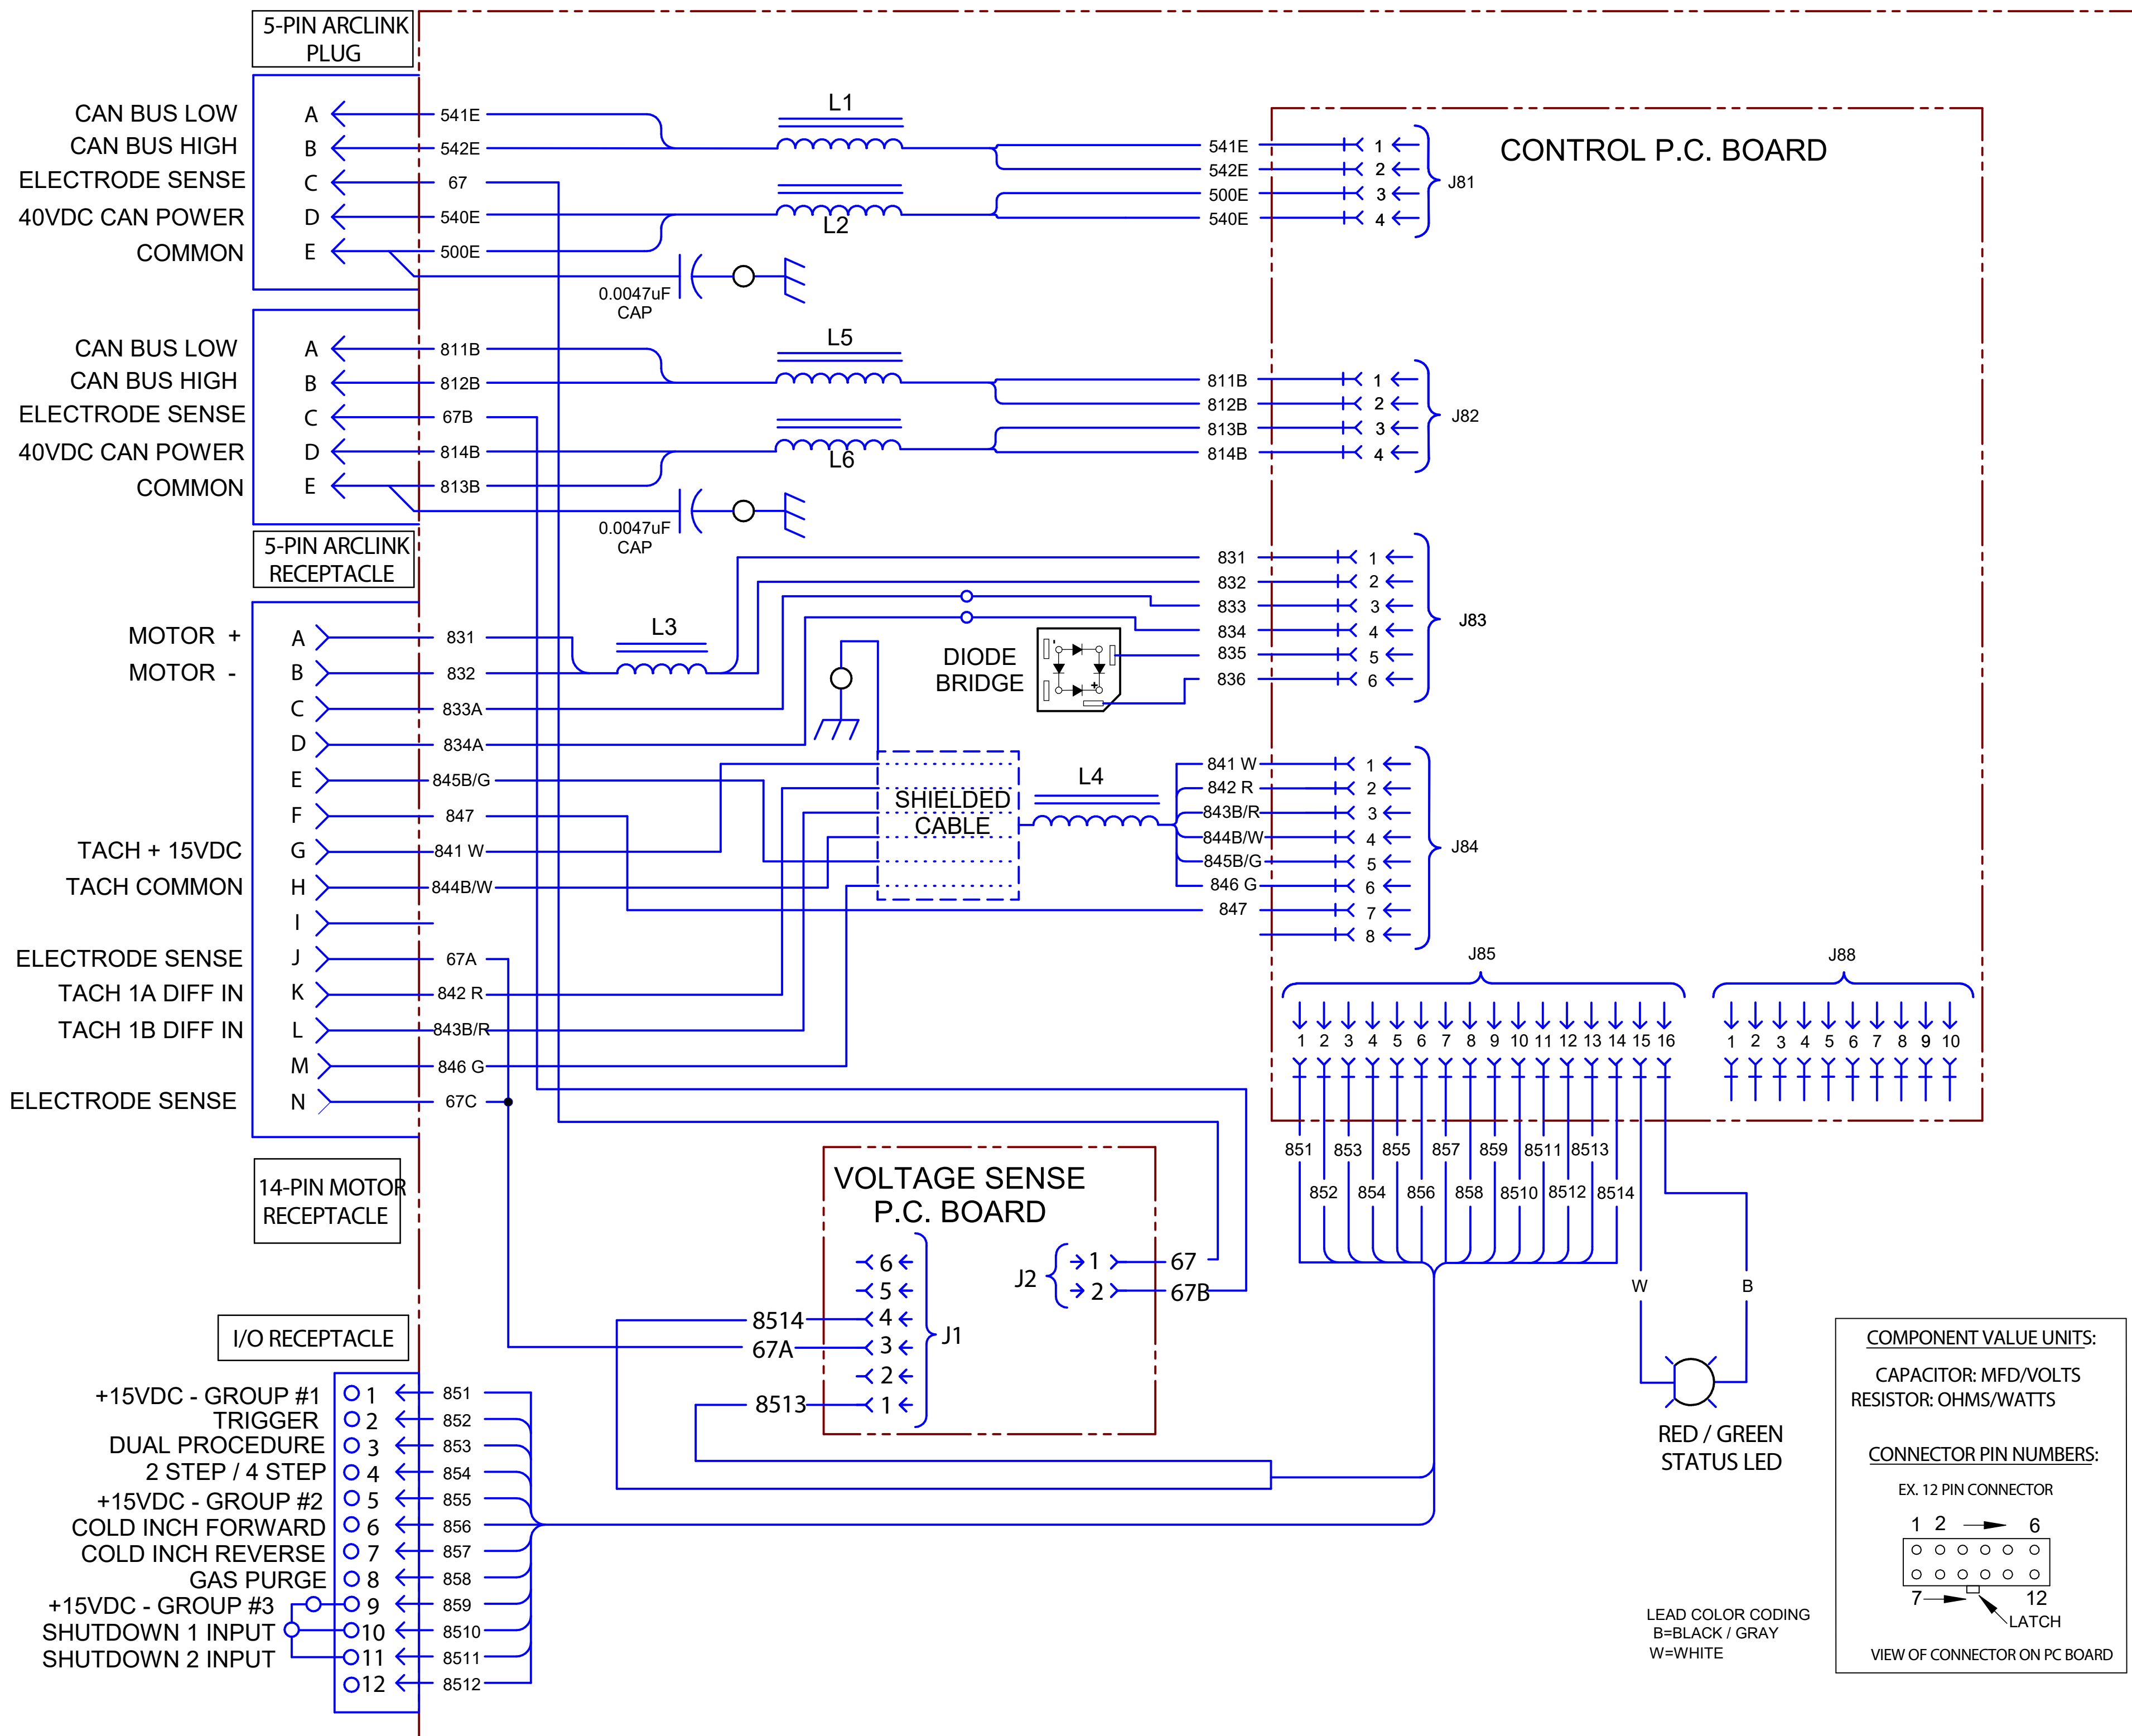 5-PIN ARCLINK
PLUG
CAN BUS LOW A 541E
CAN BUS HIGH B 542E
ELECTRODE SENSE C 67
40VDC CAN POWER D 540E
COMMON E 500E
L1
L2
0.0047uF
CAP
541E 1
542E 2
500E 3
540E 4
J81
CONTROL P.C. BOARD
CAN BUS LOW A 811B
CAN BUS HIGH B 812B
ELECTRODE SENSE C 67B
40VDC CAN POWER D 814B
COMMON E 813B
L5
L6
0.0047uF
CAP
811B 1
812B 2
813B 3
814B 4
J82
5-PIN ARCLINK
RECEPTACLE
MOTOR + A 831
MOTOR - B 832
C 833A
D 834A
E 845B/G
F 847
TACH + 15VDC G 841 W
TACH COMMON H 844B/W
I
ELECTRODE SENSE J 67A
TACH 1A DIFF IN K 842 R
TACH 1B DIFF IN L 843B/R
M 846 G
ELECTRODE SENSE N 67C
14-PIN MOTOR
RECEPTACLE
L3
DIODE
BRIDGE
- +
831 1
832 2
833 3
834 4
835 5
836 6
J83
SHIELDED
CABLE
L4
841 W 1
842 R 2
843B/R 3
844B/W 4
845B/G 5
846 G 6
847 7
8
J84
J85
1 2 3 4 5 6 7 8 9 10 11 12 13 14 15 16
J88
1 2 3 4 5 6 7 8 9 10
851 853 855 857 859 8511 8513
852 854 856 858 8510 8512 8514
W B
RED / GREEN
STATUS LED
VOLTAGE SENSE
P.C. BOARD
6
5
8514 4
67A 3
2
8513 1
J1
J2
1 67
2 67B
I/O RECEPTACLE
+15VDC - GROUP #1 1 851
TRIGGER 2 852
DUAL PROCEDURE 3 853
2 STEP / 4 STEP 4 854
+15VDC - GROUP #2 5 855
COLD INCH FORWARD 6 856
COLD INCH REVERSE 7 857
GAS PURGE 8 858
+15VDC - GROUP #3 9 859
SHUTDOWN 1 INPUT 10 8510
SHUTDOWN 2 INPUT 11 8511
12 8512
LEAD COLOR CODING
B=BLACK / GRAY
W=WHITE
COMPONENT VALUE UNITS:
CAPACITOR: MFD/VOLTS
RESISTOR: OHMS/WATTS
CONNECTOR PIN NUMBERS:
EX. 12 PIN CONNECTOR
1 2 6
7 12
LATCH
VIEW OF CONNECTOR ON PC BOARD